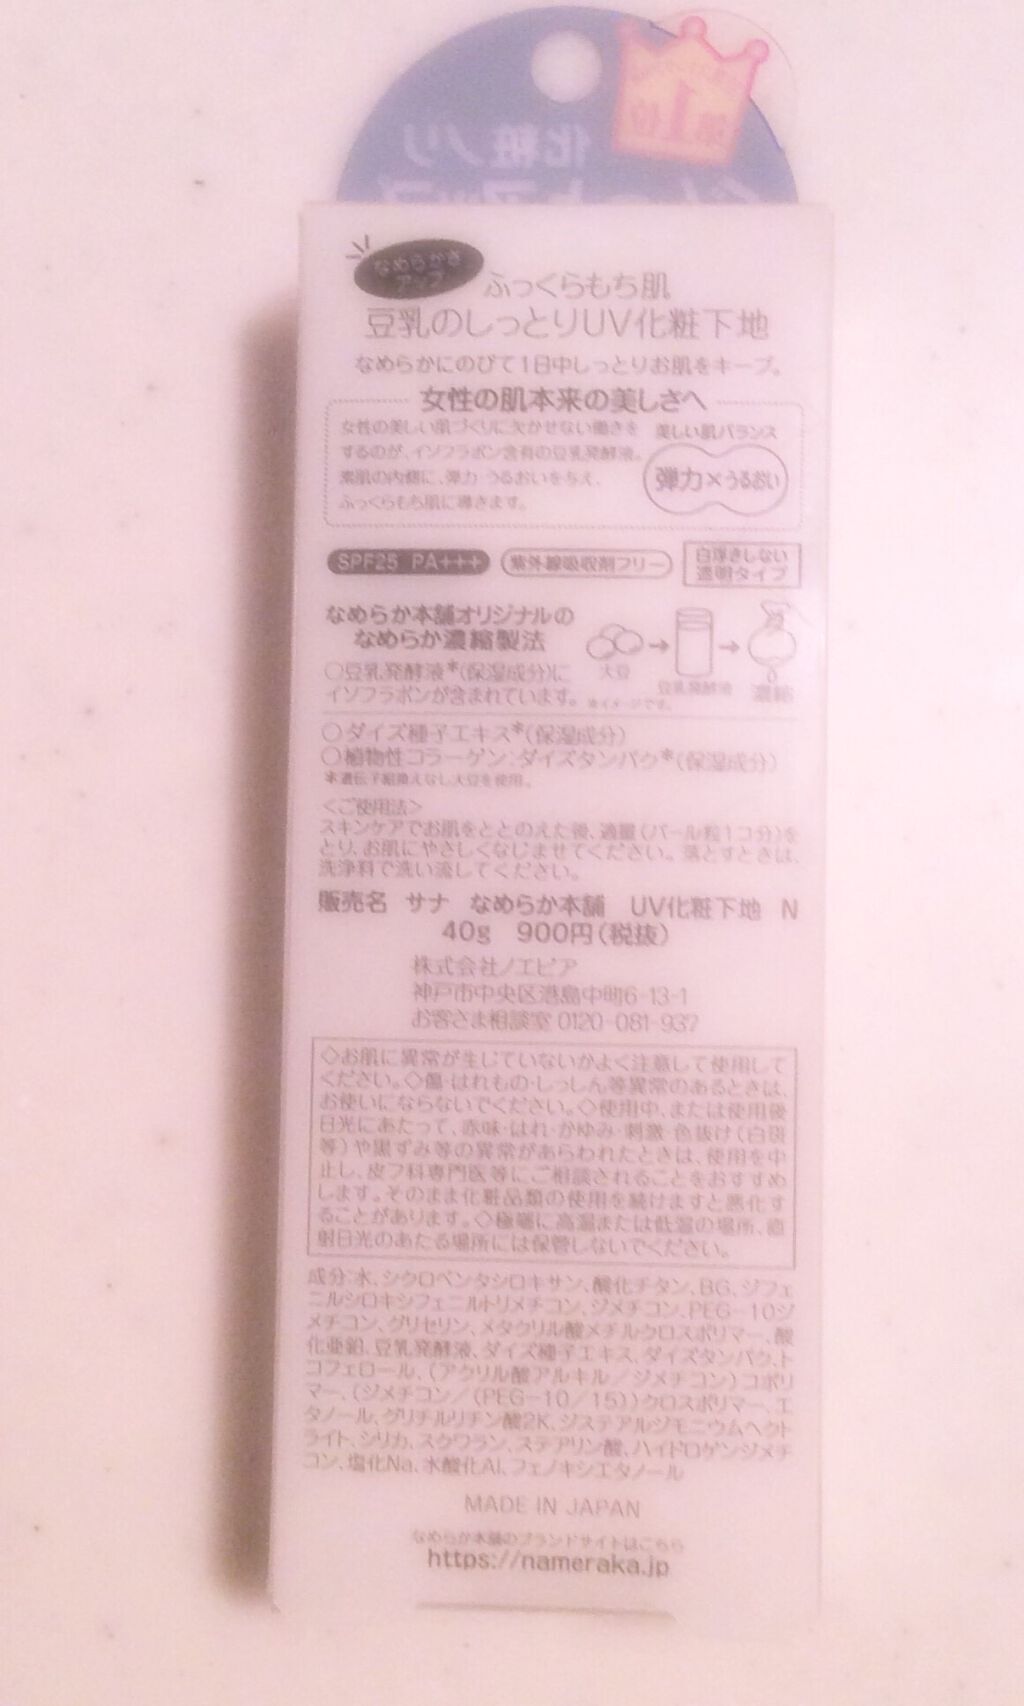 化粧ノリ
なめらかさ
アップ
ふっくらもち肌
豆乳のしっとりUV化粧下地
なめらかにのびて1日中しっとりお肌をキープ。
女性の肌本来の美しさへ
女性の美しい肌づくりに欠かせない働きを
するのが、イソフラボン含有の豆乳発酵液。
素肌の内側に、弾力・うるおいを与え、
ふっくらもち肌に導きます。
美しい肌バランス
弾力×うるおい
SPF25 PA+++
紫外線吸収剤フリー
白浮きしない
透明タイプ
なめらか本舗オリジナルの
なめらか濃縮製法
○豆乳発酵液*(保湿成分)に
イソフラボンが含まれています。
大豆
豆乳発酵液
濃縮
※イメージです。
○ダイズ種子エキス*(保湿成分)
○植物性コラーゲン:ダイズタンパク*(保湿成分)
*遺伝子組換えなし大豆を使用。
<ご使用法>
スキンケアでお肌をととのえた後、適量(パール粒1コ分)を
とり、お肌にやさしくなじませてください。落とすときは、
洗浄料で洗い流してください。
販売名 サナ なめらか本舗 UV化粧下地 N
40g 900円(税抜)
株式会社ノエビア
神戸市中央区港島中町6-13-1
お客さま相談室 0120-081-937
◇お肌に異常が生じていないかよく注意して使用して
ください。◇傷・はれもの・しっしん等異常のあるときは、
お使いにならないでください。◇使用中、または使用後
日光にあたって、赤味・はれ・かゆみ・刺激・色抜け(白斑
等)や黒ずみ等の異常があらわれたときは、使用を中
止し、皮フ科専門医等にご相談されることをおすすめ
します。そのまま化粧品類の使用を続けますと悪化す
ることがあります。◇極端に高温または低温の場所、直
射日光のあたる場所には保管しないでください。
成分:水、シクロペンタシロキサン、酸化チタン、BG、ジフェ
ニルシロキシフェニルトリメチコン、ジメチコン、PEG-10ジ
メチコン、グリセリン、メタクリル酸メチルクロスポリマー、酸
化亜鉛、豆乳発酵液、ダイズ種子エキス、ダイズタンパク、ト
コフェロール、(アクリル酸アルキル/ジメチコン)コポリ
マー、(ジメチコン/(PEG-10/15))クロスポリマー、エ
タノール、グリチルリチン酸2K、ジステアルジモニウムヘクト
ライト、シリカ、スクワラン、ステアリン酸、ハイドロゲンジメチ
コン、塩化Na、水酸化Al、フェノキシエタノール
MADE IN JAPAN
なめらか本舗のブランドサイトはこちら
https://nameraka.jp